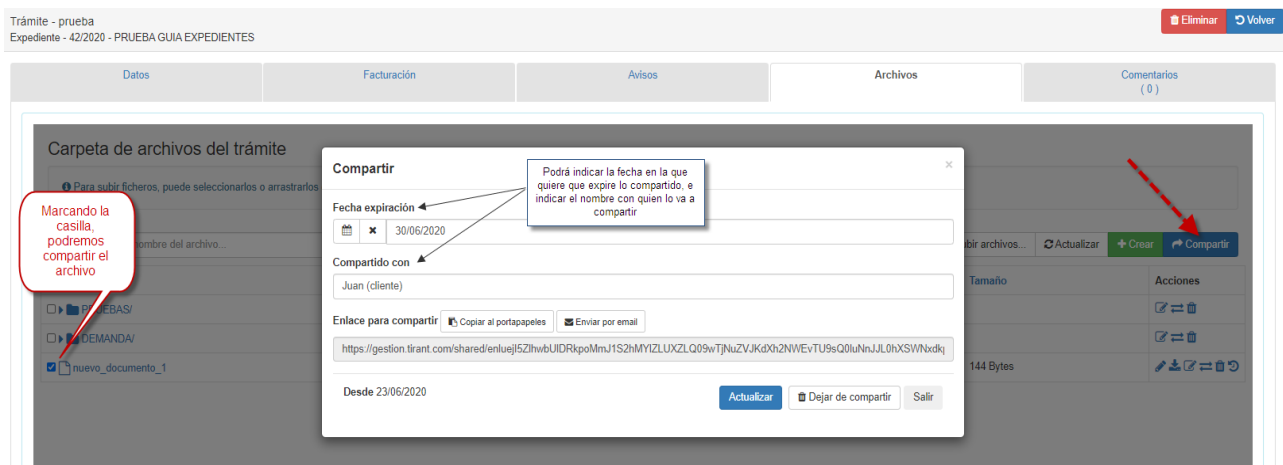 Trámite - prueba
Expediente - 42/2020 - PRUEBA GUIA EXPEDIENTES
Eliminar
Volver
Datos
Facturación
Avisos
Archivos
Comentarios
( 0 )
Carpeta de archivos del trámite
Para subir ficheros, puede seleccionarlos o arrastrarlos
Marcando la
casilla,
podremos
compartir el
archivo
ombre del archivo...
bir archivos...
Actualizar
Crear
Compartir
Tamaño
Acciones
PRUEBAS/
DEMANDA/
nuevo_documento_1
144 Bytes
Compartir
×
Podrá indicar la fecha en la que
quiere que expire lo compartido, e
indicar el nombre con quien lo va a
compartir
Fecha expiración
30/06/2020
Compartido con
Juan (cliente)
Enlace para compartir
Copiar al portapapeles
Enviar por email
Desde 23/06/2020
Actualizar
Dejar de compartir
Salir